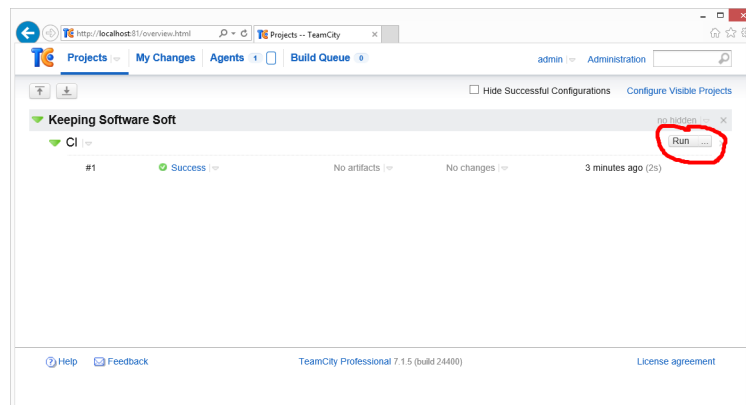 http://localhost:81/overview.html
TC Projects -- TeamCity
TC Projects My Changes Agents 1 Build Queue 0 admin Administration
Hide Successful Configurations Configure Visible Projects
Keeping Software Soft no hidden
CI Run ...
#1 Success No artifacts No changes 3 minutes ago (2s)
Help Feedback TeamCity Professional 7.1.5 (build 24400) License agreement